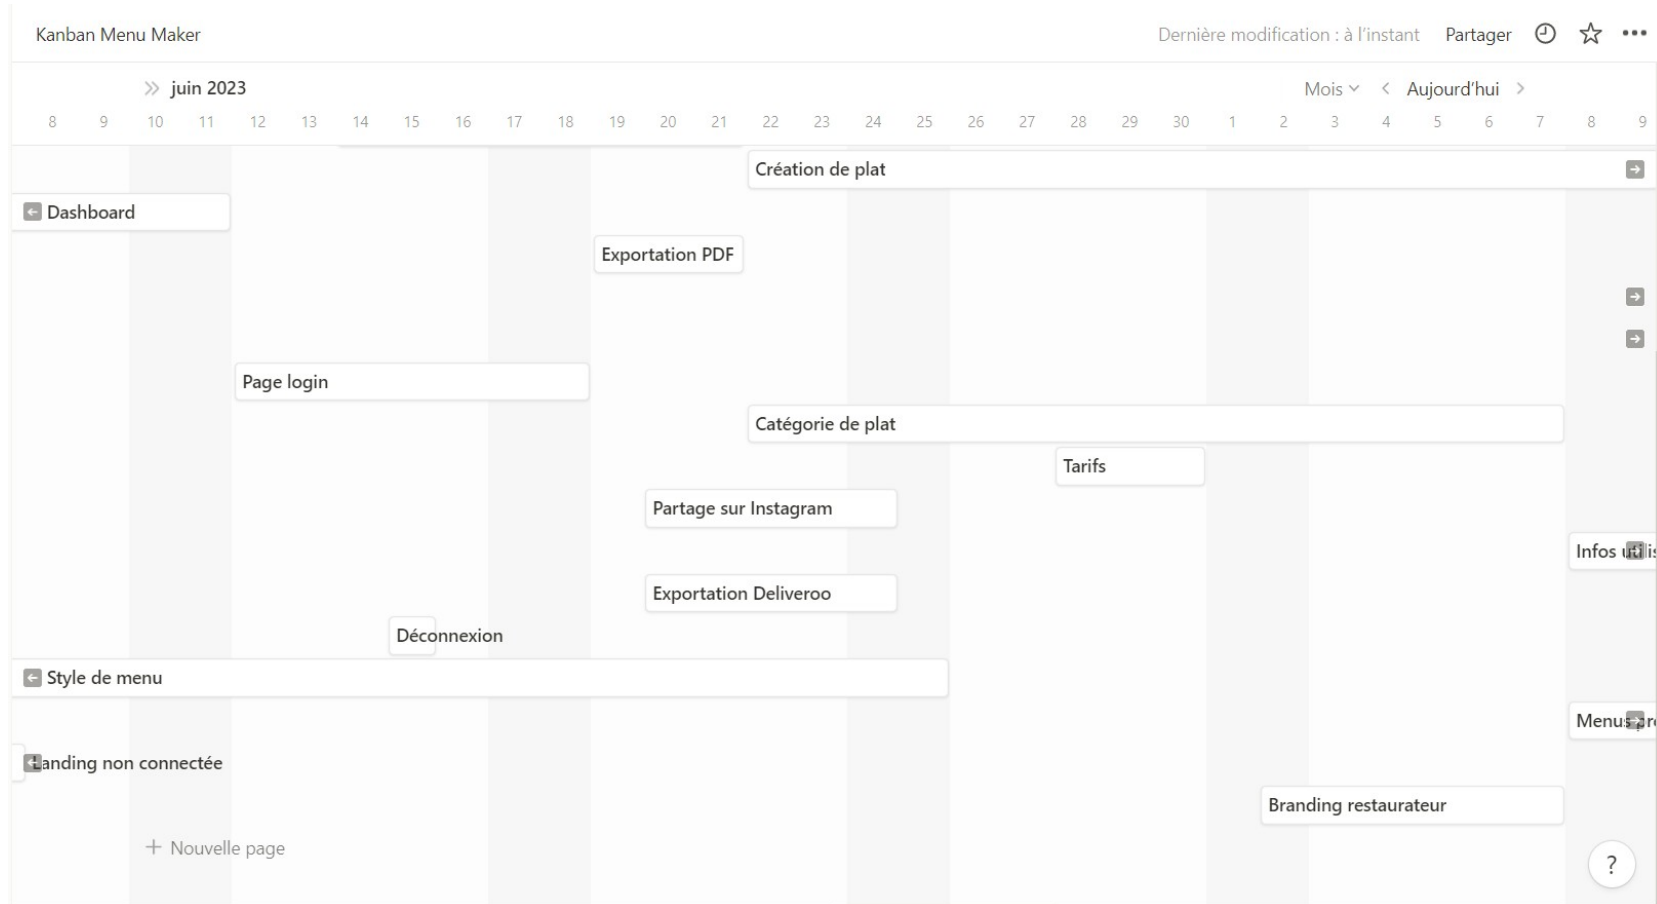 Kanban Menu Maker Dernière modification : à l'instant Partager
juin 2023 Mois Aujourd'hui
8 9 10 11 12 13 14 15 16 17 18 19 20 21 22 23 24 25 26 27 28 29 30 1 2 3 4 5 6 7 8 9
Création de plat
Dashboard
Exportation PDF
Page login
Catégorie de plat
Tarifs
Partage sur Instagram
Infos
Exportation Deliveroo
Déconnexion
Style de menu
Menus
Landing non connectée
Branding restaurateur
+ Nouvelle page
?